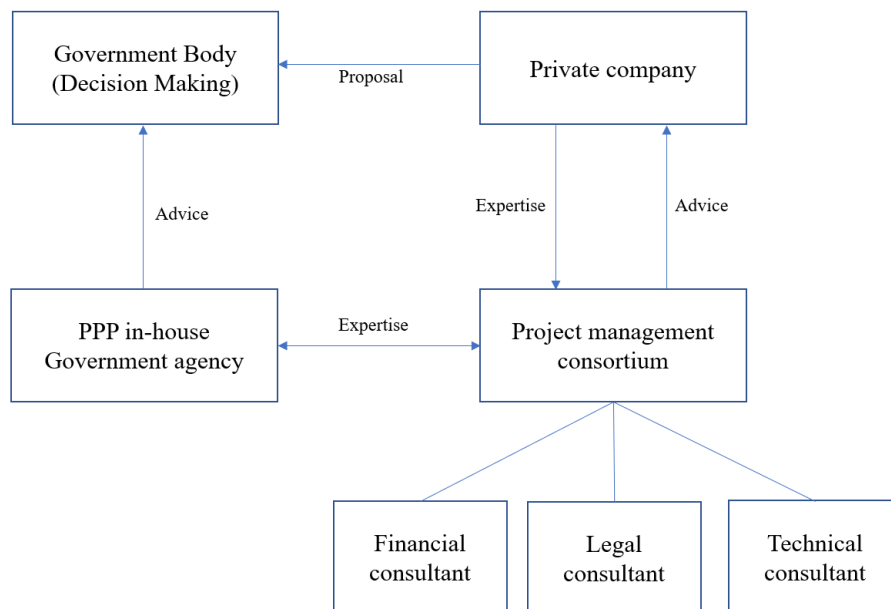 Government Body
(Decision Making)
Proposal
Private company
Advice
Expertise
Advice
PPP in-house
Government agency
Expertise
Project management
consortium
Financial
consultant
Legal
consultant
Technical
consultant